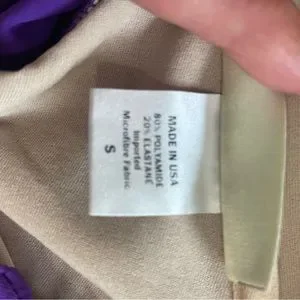 MADE IN USA
80% POLYAMIDE
20% ELASTANE
Imported
Microfibre Fabric
S